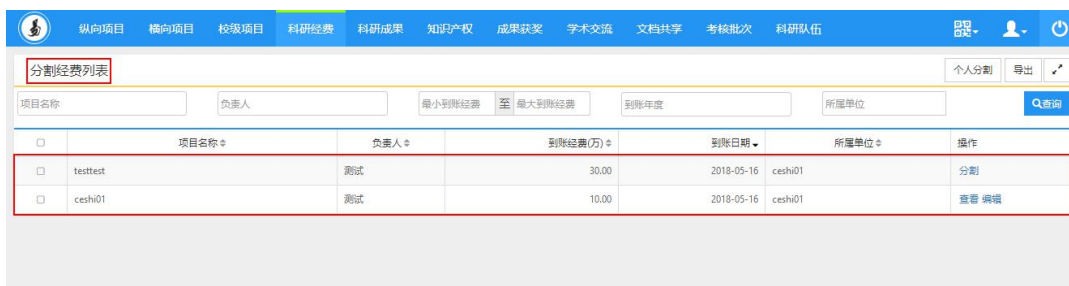 纵向项目 横向项目 校级项目 科研经费 科研成果 知识产权 成果获奖 学术交流 文档共享 考核批次 科研队伍
分割经费列表 个人分割 导出
项目名称 负责人 最小到账经费 至 最大到账经费 到账年度 所属单位 查询
项目名称 负责人 到账经费(万) 到账日期 所属单位 操作
testtest 测试 30.00 2018-05-16 ceshi01 分割
ceshi01 测试 10.00 2018-05-16 ceshi01 查看 编辑